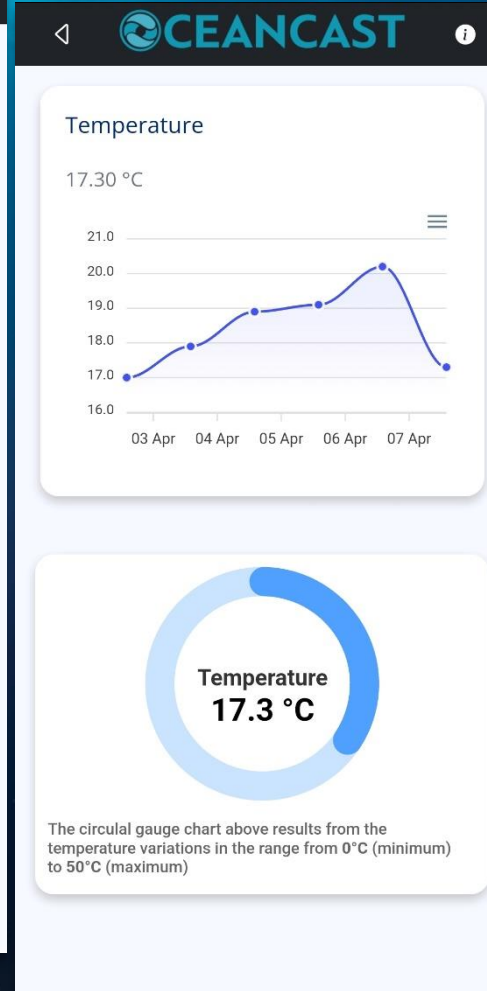 OCEANCAST
i
Temperature
17.30 °C
21.0
20.0
19.0
18.0
17.0
16.0
03 Apr 04 Apr 05 Apr 06 Apr 07 Apr
Temperature
17.3 °C
The circulal gauge chart above results from the
temperature variations in the range from 0°C (minimum)
to 50°C (maximum)